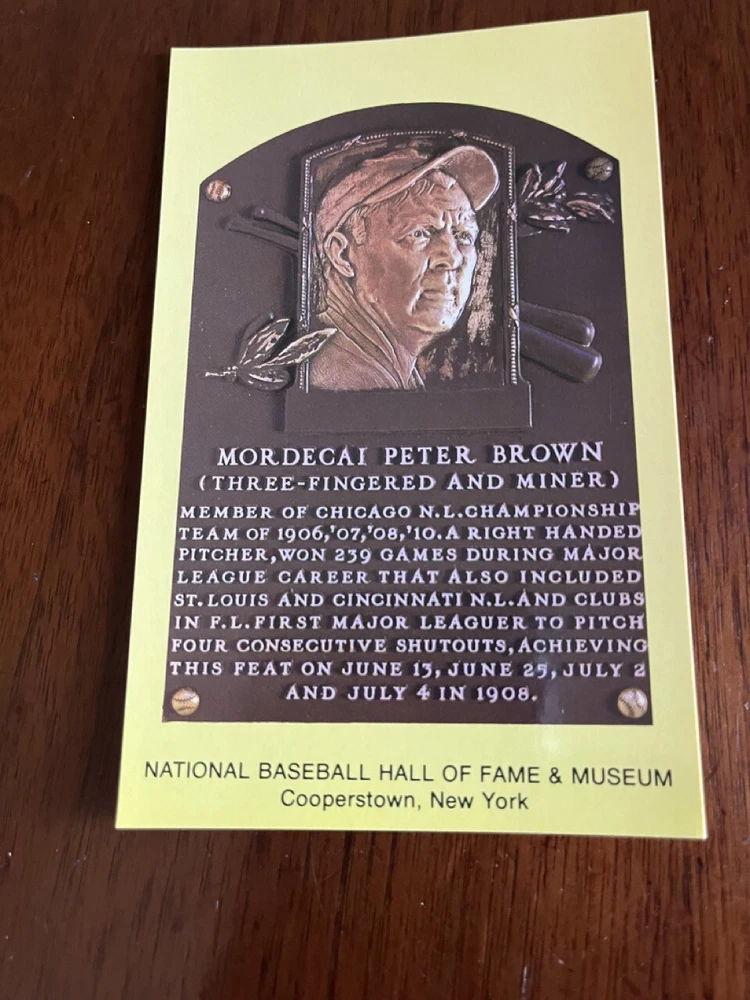 MORDECAI PETER BROWN
(THREE-FINGERED AND MINER)
MEMBER OF CHICAGO N.L.CHAMPIONSHIP
TEAM OF 1906,'07,'08,'10.A RIGHT HANDED
PITCHER,WON 239 GAMES DURING MAJOR
LEAGUE CAREER THAT ALSO INCLUDED
ST.LOUIS AND CINCINNATI N.L.AND CLUBS
IN F.L.FIRST MAJOR LEAGUER TO PITCH
FOUR CONSECUTIVE SHUTOUTS,ACHIEVING
THIS FEAT ON JUNE 13, JUNE 25, JULY 2
AND JULY 4 IN 1908.
NATIONAL BASEBALL HALL OF FAME & MUSEUM
Cooperstown, New York